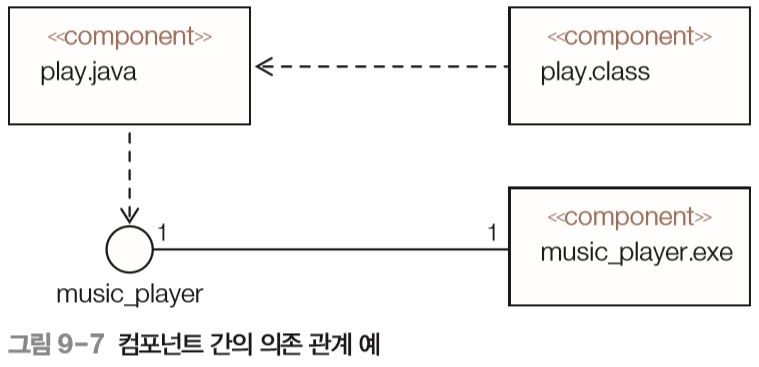 <<component>>
play.java
<<component>>
play.class
1
1
music_player
<<component>>
music_player.exe
그림 9-7 컴포넌트 간의 의존 관계 예